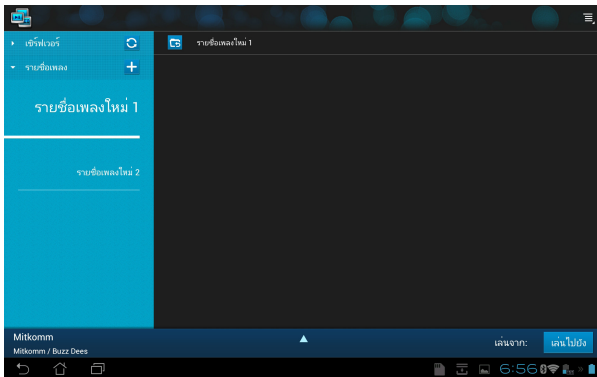 เซิร์ฟเวอร์
รายชื่อเพลงใหม่ 1
รายชื่อเพลง
รายชื่อเพลงใหม่ 1
รายชื่อเพลงใหม่ 2
Mitkomm
Mitkomm / Buzz Dees
เล่นจาก:
เล่นไปยัง
6:56